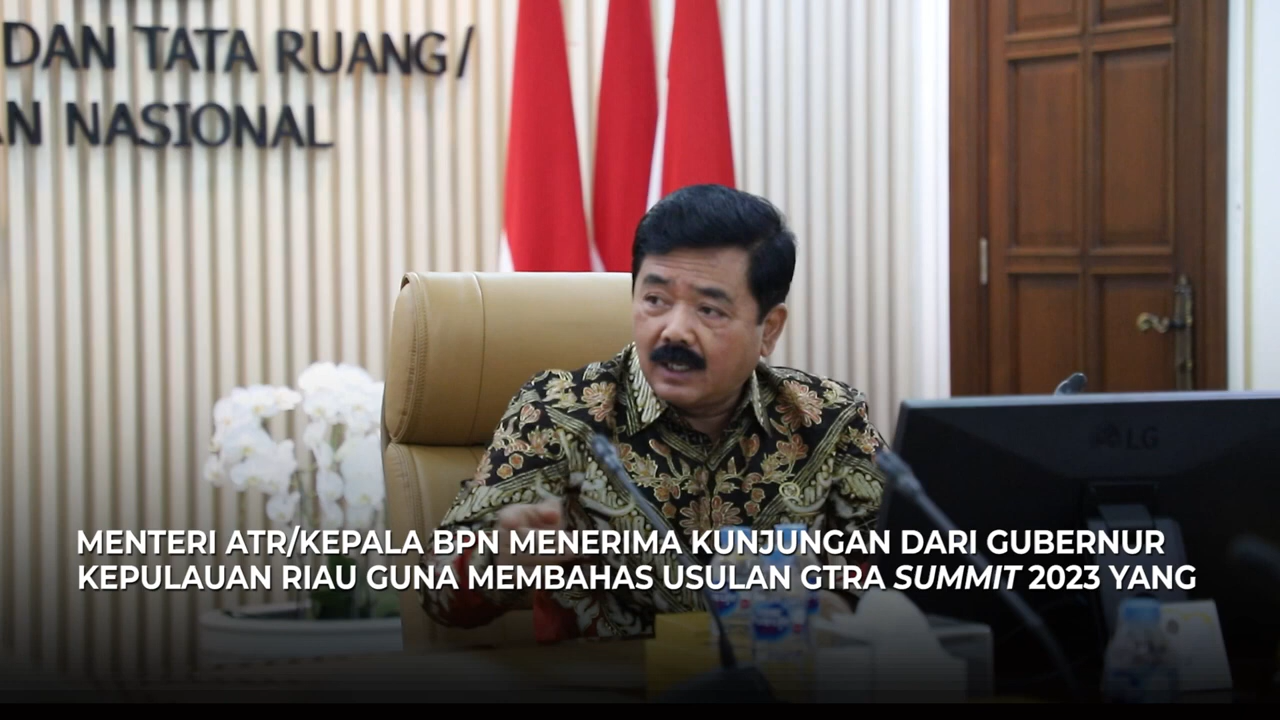 DAN TATA RUANG/
AN NASIONAL
LG
MENTERI ATR/KEPALA BPN MENERIMA KUNJUNGAN DARI GUBERNUR
KEPULAUAN RIAU GUNA MEMBAHAS USULAN GTRA SUMMIT 2023 YANG